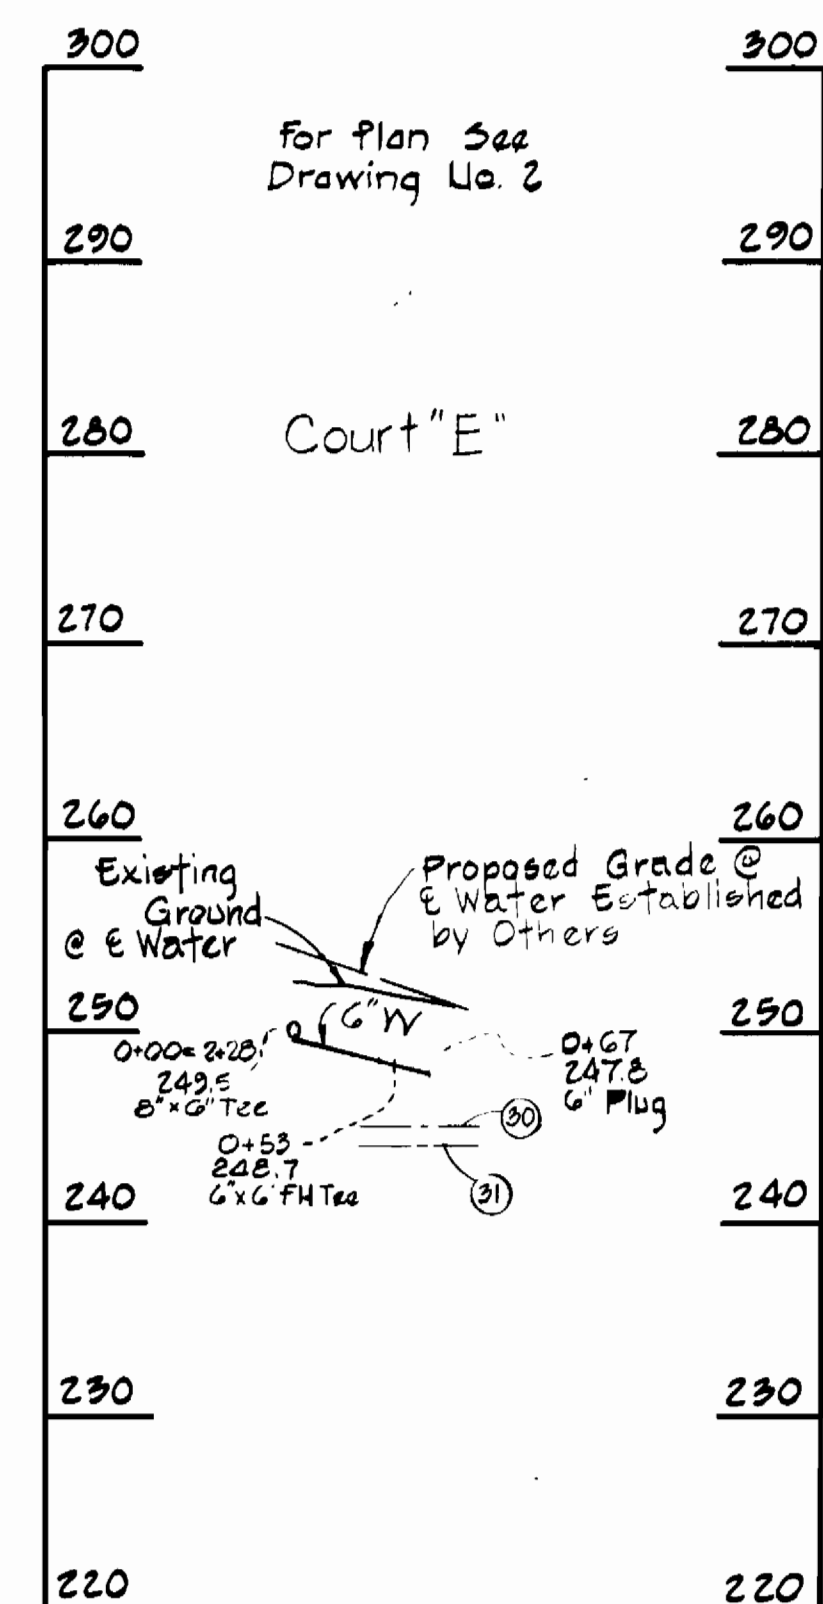 300 300
For Plan See
Drawing No. 2
290 290
Court "E"
280 280
270 270
260 260
Existing
Ground
@ ℄ Water
Proposed Grade @
℄ Water Established
by Others
250 250
6" W
0+00=2+28
249.5
8"x6" Tee
0+67
247.8
6" Plug
0+53
248.7
6"x6" FH Tee
30
31
240 240
230 230
220 220